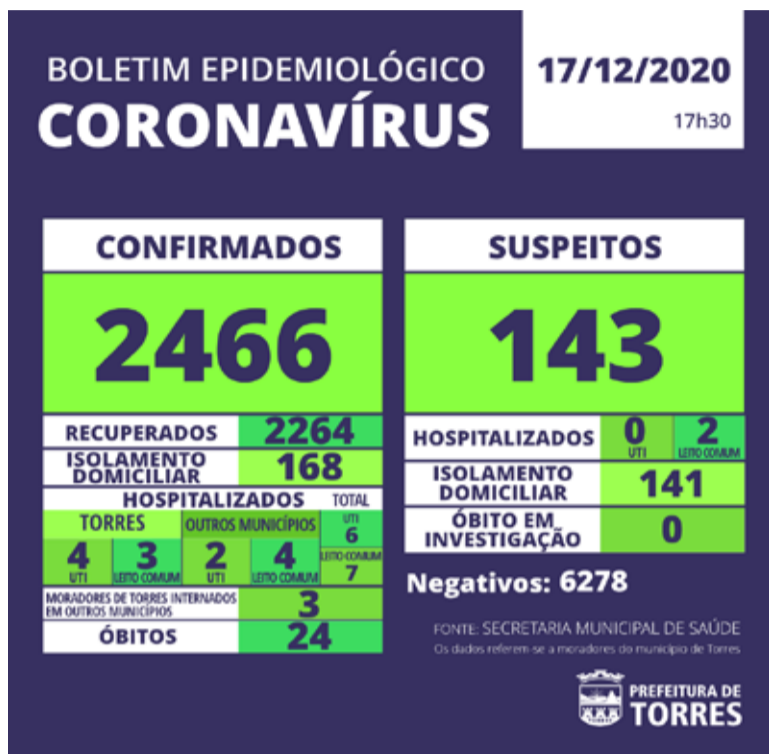 BOLETIM EPIDEMIOLÓGICO
CORONAVÍRUS
17/12/2020
17h30
CONFIRMADOS
2466
RECUPERADOS 2264
ISOLAMENTO
DOMICILIAR 168
HOSPITALIZADOS TOTAL
TORRES OUTROS MUNICÍPIOS UTI
6
4 3 2 4 LEITO COMUM
UTI LEITO COMUM UTI LEITO COMUM 7
MORADORES DE TORRES INTERNADOS
EM OUTROS MUNICÍPIOS 3
ÓBITOS 24
SUSPEITOS
143
HOSPITALIZADOS 0 2
UTI LEITO COMUM
ISOLAMENTO
DOMICILIAR 141
ÓBITO EM
INVESTIGAÇÃO 0
Negativos: 6278
FONTE: SECRETARIA MUNICIPAL DE SAÚDE
Os dados referem-se a moradores do município de Torres
PREFEITURA DE
TORRES